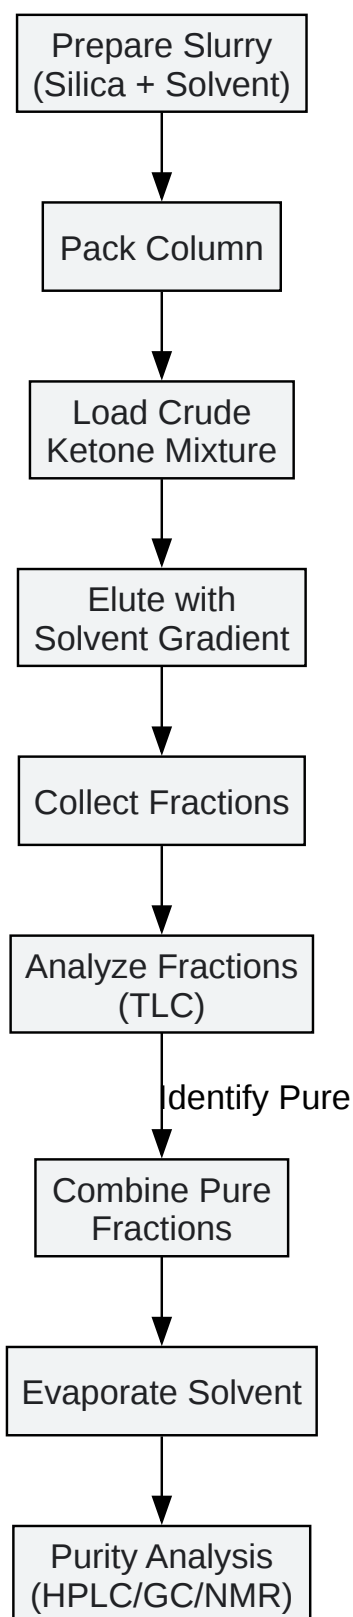 Prepare Slurry
(Silica + Solvent)
Pack Column
Load Crude
Ketone Mixture
Elute with
Solvent Gradient
Collect Fractions
Analyze Fractions
(TLC)
Identify Pure
Combine Pure
Fractions
Evaporate Solvent
Purity Analysis
(HPLC/GC/NMR)